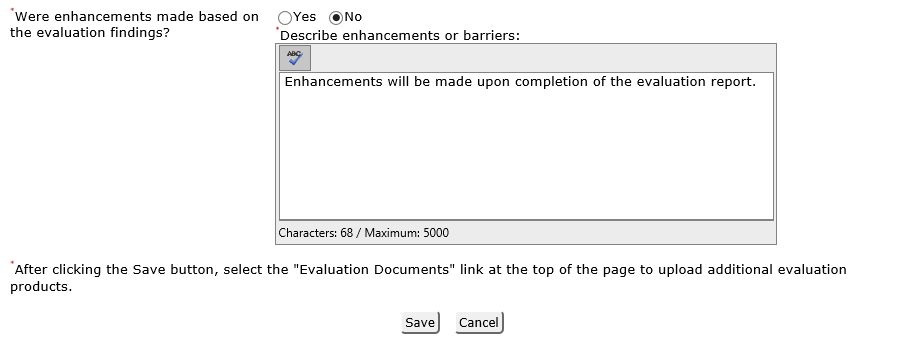 *Were enhancements made based on the evaluation findings?
Yes No
*Describe enhancements or barriers:
ABC
Enhancements will be made upon completion of the evaluation report.
Characters: 68 / Maximum: 5000
*After clicking the Save button, select the "Evaluation Documents" link at the top of the page to upload additional evaluation
products.
Save Cancel